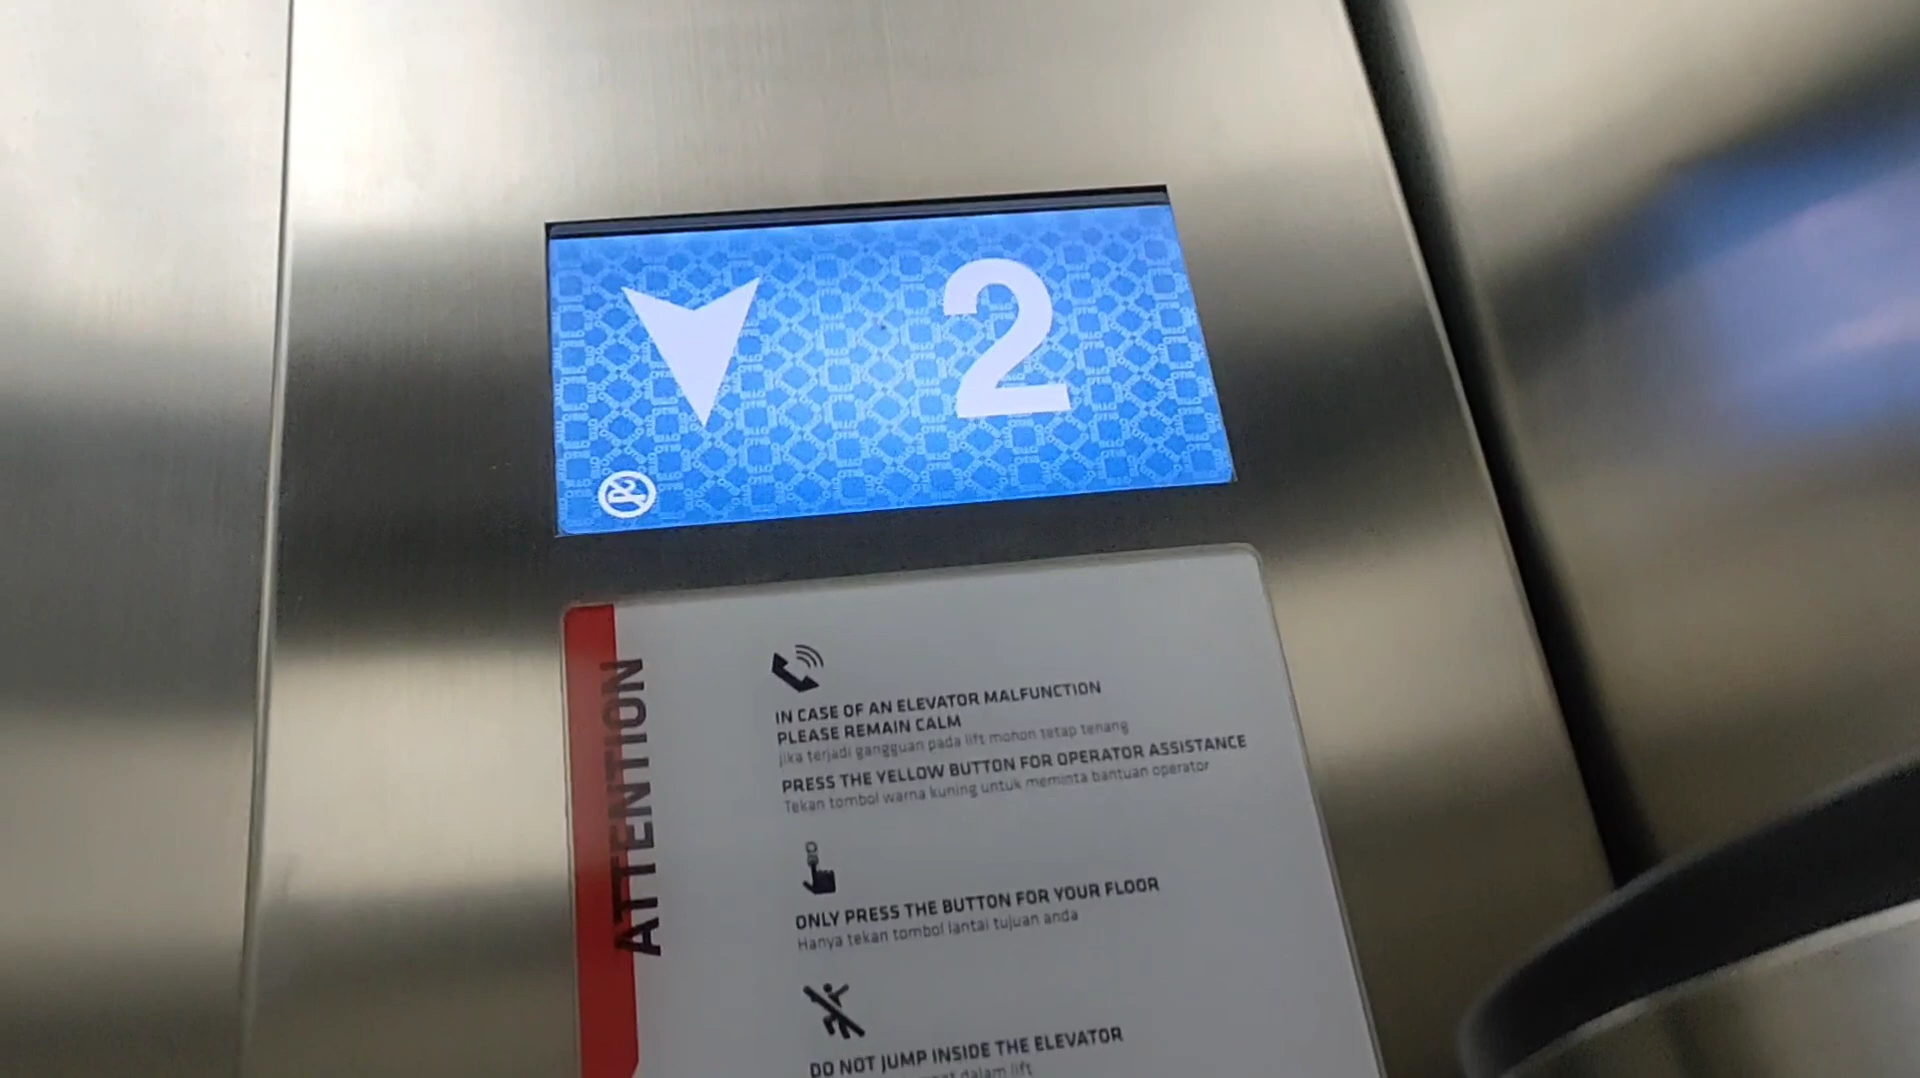 2
ATTENTION
IN CASE OF AN ELEVATOR MALFUNCTION
PLEASE REMAIN CALM
jika terjadi gangguan pada lift mohon tetap tenang
PRESS THE YELLOW BUTTON FOR OPERATOR ASSISTANCE
Tekan tombol warna kuning untuk meminta bantuan operator
ONLY PRESS THE BUTTON FOR YOUR FLOOR
Hanya tekan tombol lantai tujuan anda
DO NOT JUMP INSIDE THE ELEVATOR
dalam lift